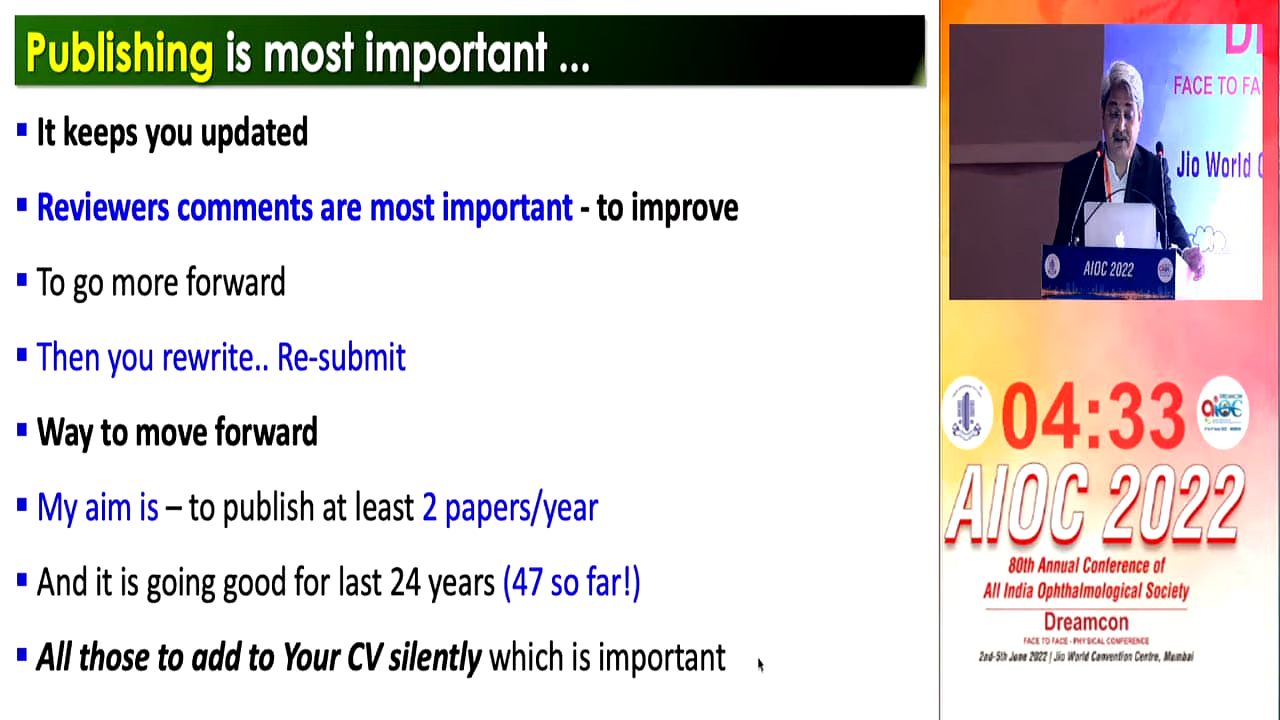 Publishing is most important ...
▪ It keeps you updated
▪ Reviewers comments are most important - to improve
▪ To go more forward
▪ Then you rewrite.. Re-submit
▪ Way to move forward
▪ My aim is – to publish at least 2 papers/year
▪ And it is going good for last 24 years (47 so far!)
▪ All those to add to Your CV silently which is important
FACE TO FA
Jio World C
AIOC 2022
04:33
AIOC 2022
80th Annual Conference of
All India Ophthalmological Society
Dreamcon
FACE TO FACE - PHYSICAL CONFERENCE
2nd-5th June 2022 | Jio World Convention Centre, Mumbai